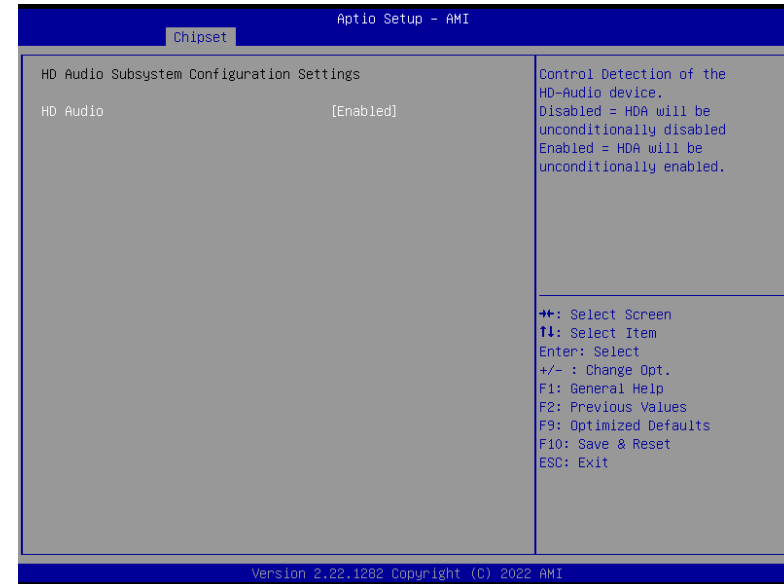 Aptio Setup – AMI
Chipset
HD Audio Subsystem Configuration Settings
HD Audio [Enabled]
Control Detection of the
HD-Audio device.
Disabled = HDA will be
unconditionally disabled
Enabled = HDA will be
unconditionally enabled.
→←: Select Screen
↑↓: Select Item
Enter: Select
+/- : Change Opt.
F1: General Help
F2: Previous Values
F9: Optimized Defaults
F10: Save & Reset
ESC: Exit
Version 2.22.1282 Copyright (C) 2022 AMI